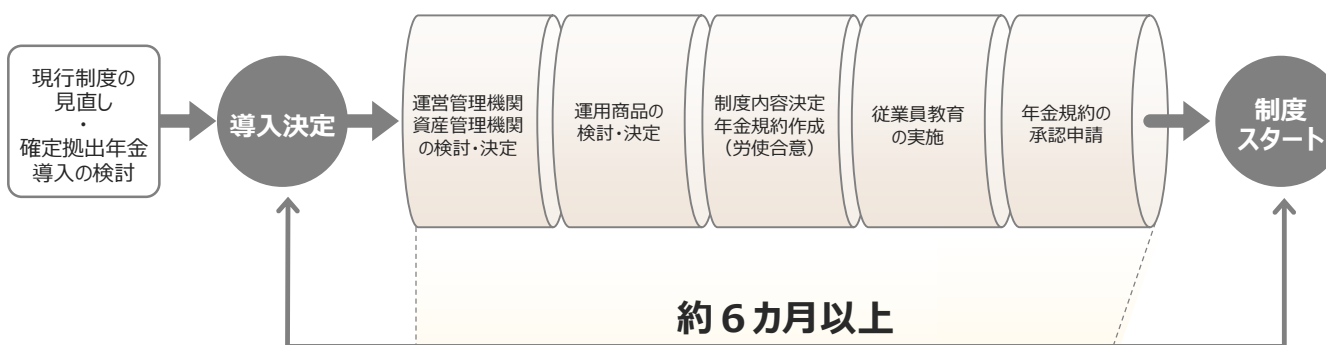 現行制度の
見直し
・
確定拠出年金
導入の検討
導入決定
運営管理機関
資産管理機関
の検討・決定
運用商品の
検討・決定
制度内容決定
年金規約作成
（労使合意）
従業員教育
の実施
年金規約の
承認申請
制度
スタート
約６カ月以上